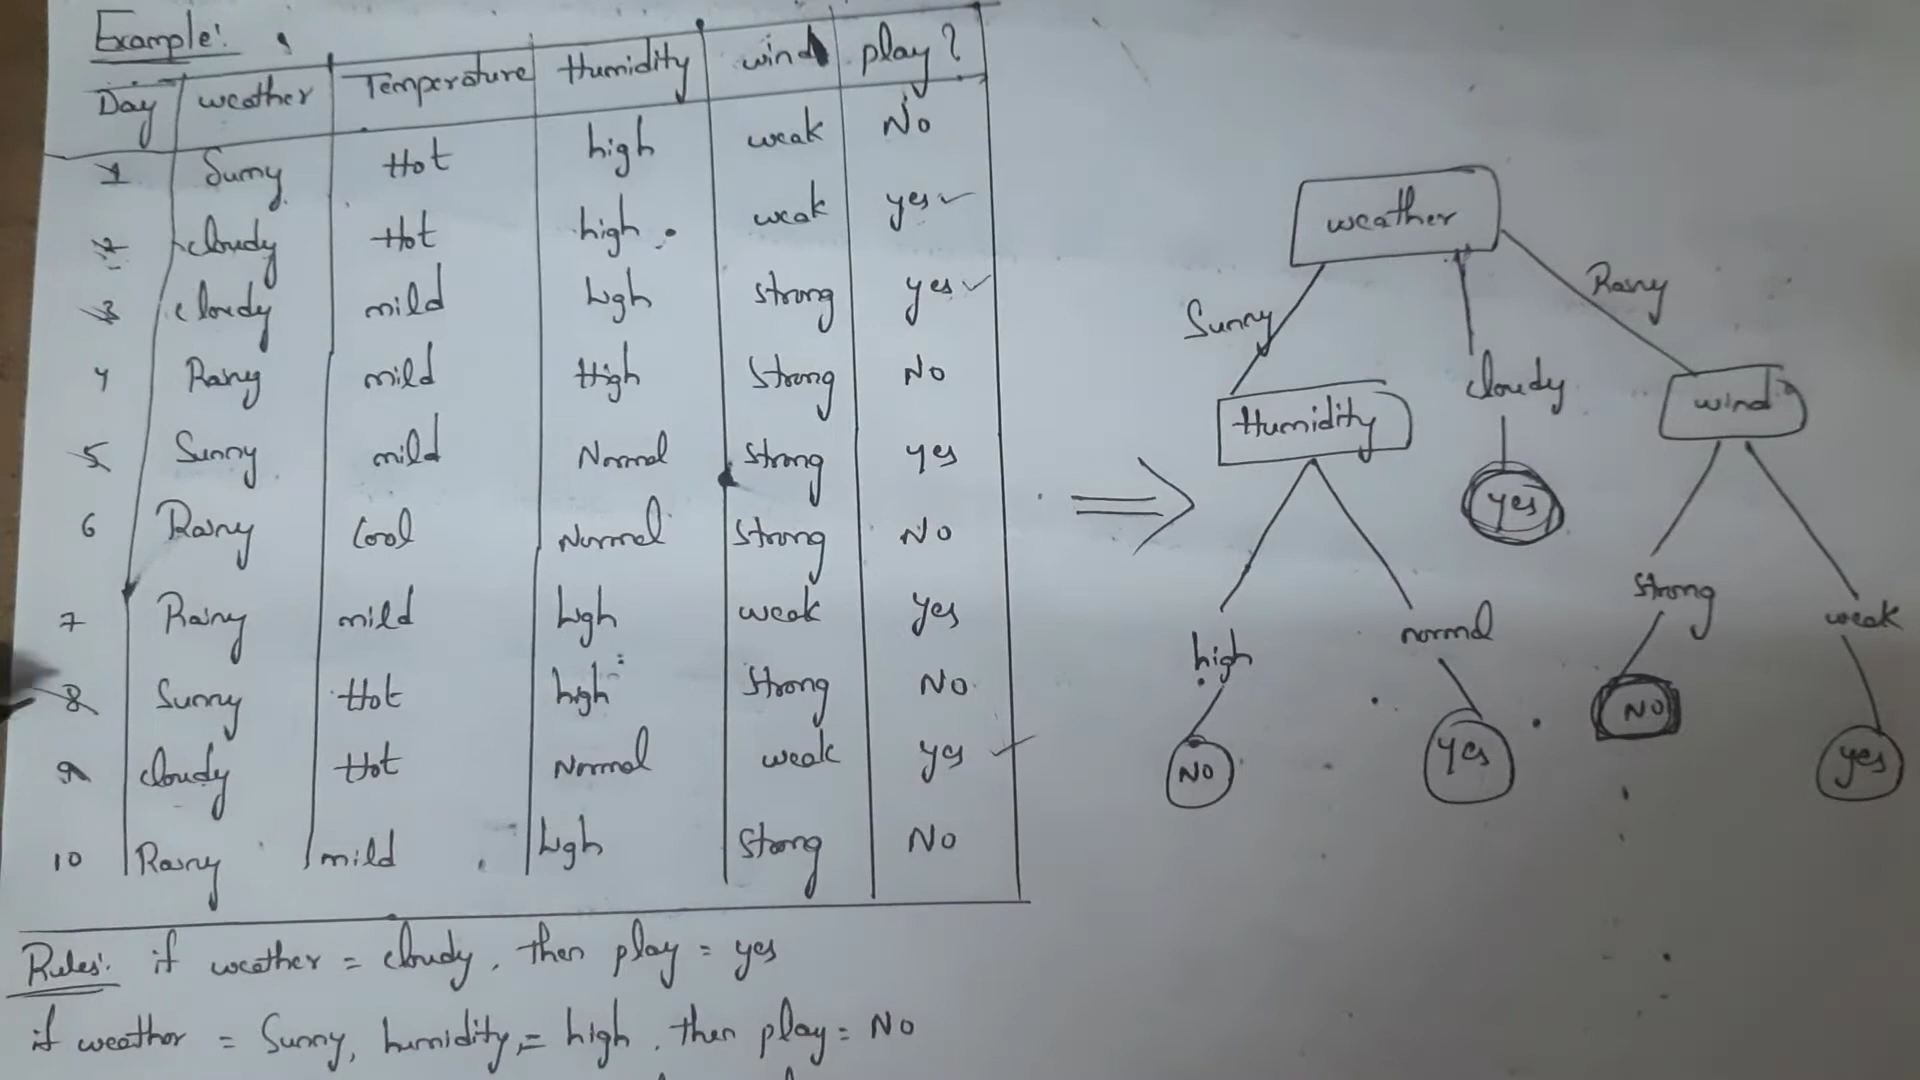 Example:
Day weather Temperature Humidity wind play?
1 Sunny Hot high weak No
2 cloudy Hot high weak yes
3 cloudy mild high strong yes
4 Rainy mild High Strong No
5 Sunny mild Normal Strong yes
6 Rainy Cool Normal Strong No
7 Rainy mild high weak yes
8 Sunny Hot high Strong No
9 cloudy Hot Normal weak yes
10 Rainy mild high Strong No
Rules: if weather = cloudy, then play = yes
if weather = Sunny, humidity = high, then play = No
weather
Sunny
cloudy
Rainy
Humidity
yes
wind
high
normal
strong
weak
No
yes
No
yes